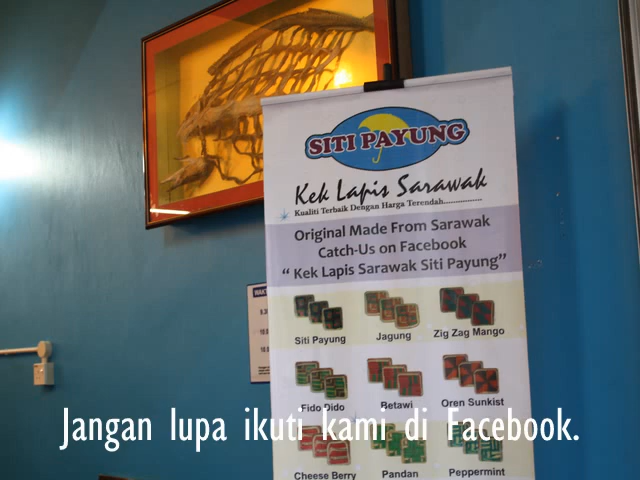 SITI PAYUNG
Kek Lapis Sarawak
Kualiti Terbaik Dengan Harga Terendah................
Original Made From Sarawak
Catch-Us on Facebook
" Kek Lapis Sarawak Siti Payung"
Siti Payung Jagung Zig Zag Mango
Fido Dido Betawi Oren Sunkist
Jangan lupa ikuti kami di Facebook.
Cheese Berry Pandan Peppermint